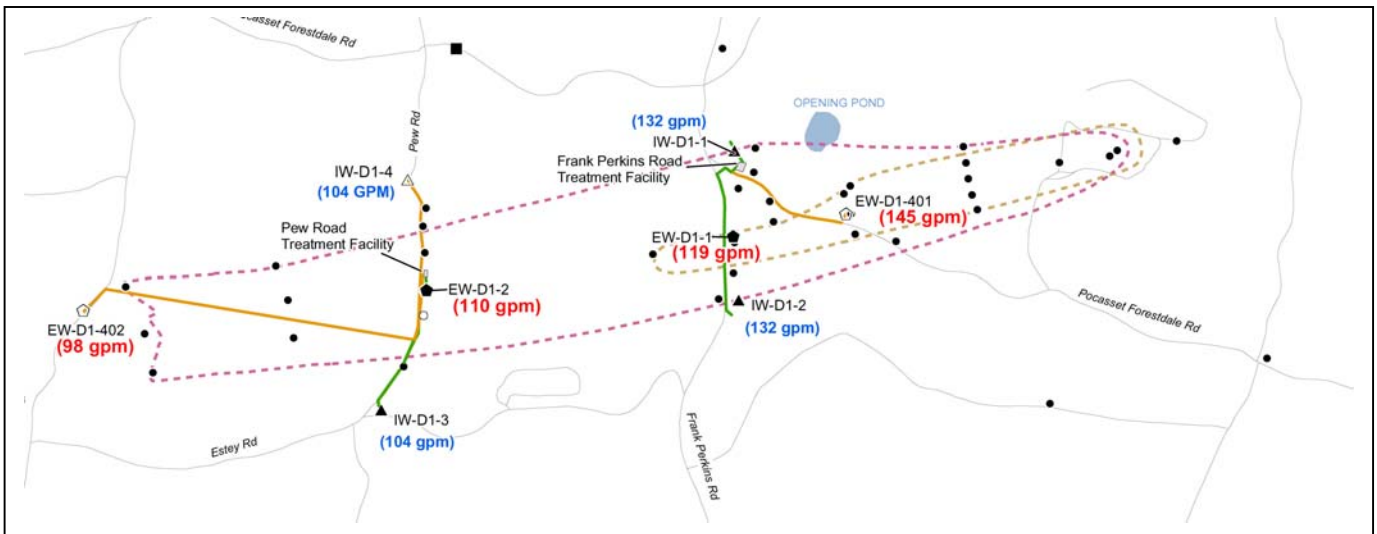 Pocasset Forestdale Rd
Pew Rd
OPENING POND
(132 gpm)
IW-D1-1
Frank Perkins Road
Treatment Facility
IW-D1-4
(104 GPM)
EW-D1-401
(145 gpm)
Pew Road
Treatment Facility
EW-D1-1
(119 gpm)
EW-D1-2
(110 gpm)
IW-D1-2
(132 gpm)
Pocasset Forestdale Rd
EW-D1-402
(98 gpm)
IW-D1-3
(104 gpm)
Estey Rd
Frank Perkins Rd